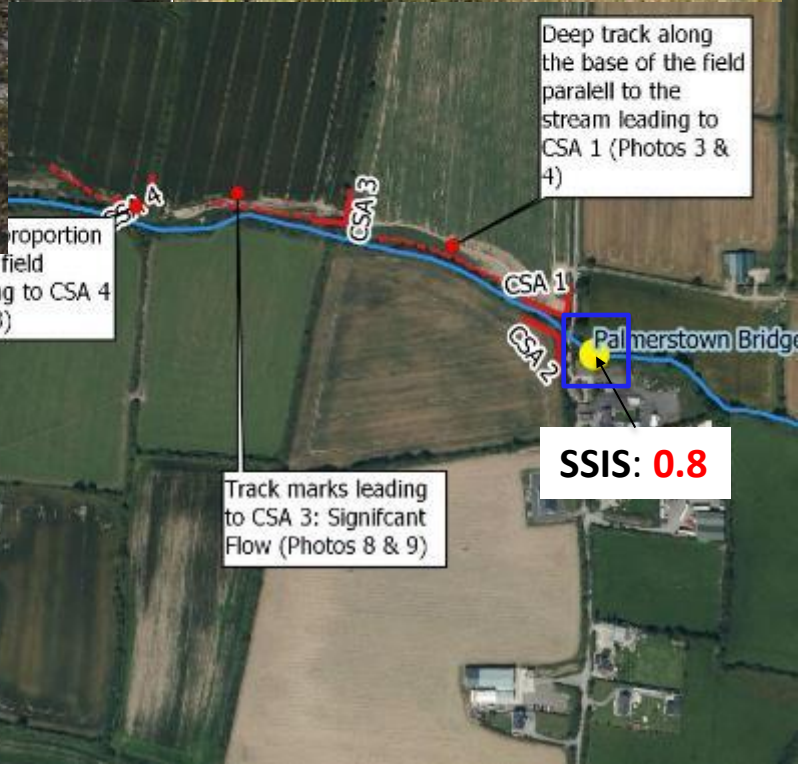 Deep track along
the base of the field
paralell to the
stream leading to
CSA 1 (Photos 3 &
4)
CSA 4
CSA 3
proportion
field
g to CSA 4
)
CSA 1
CSA 2
Palmerstown Bridge
SSIS: 0.8
Track marks leading
to CSA 3: Signifcant
Flow (Photos 8 & 9)